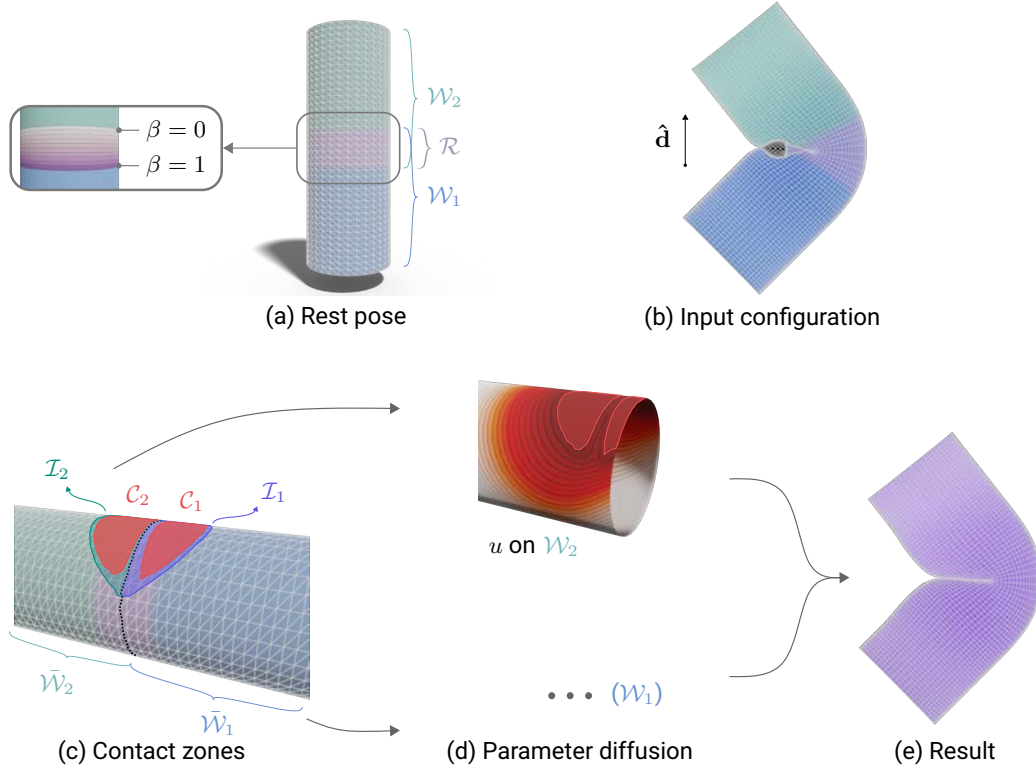 𝒲₂
β = 0
d̂
ℛ
β = 1
𝒲₁
(a) Rest pose
(b) Input configuration
ℐ₂
𝒞₂
𝒞₁
ℐ₁
u on 𝒲₂
𝒲̄₂
𝒲̄₁
••• (𝒲₁)
(c) Contact zones
(d) Parameter diffusion
(e) Result